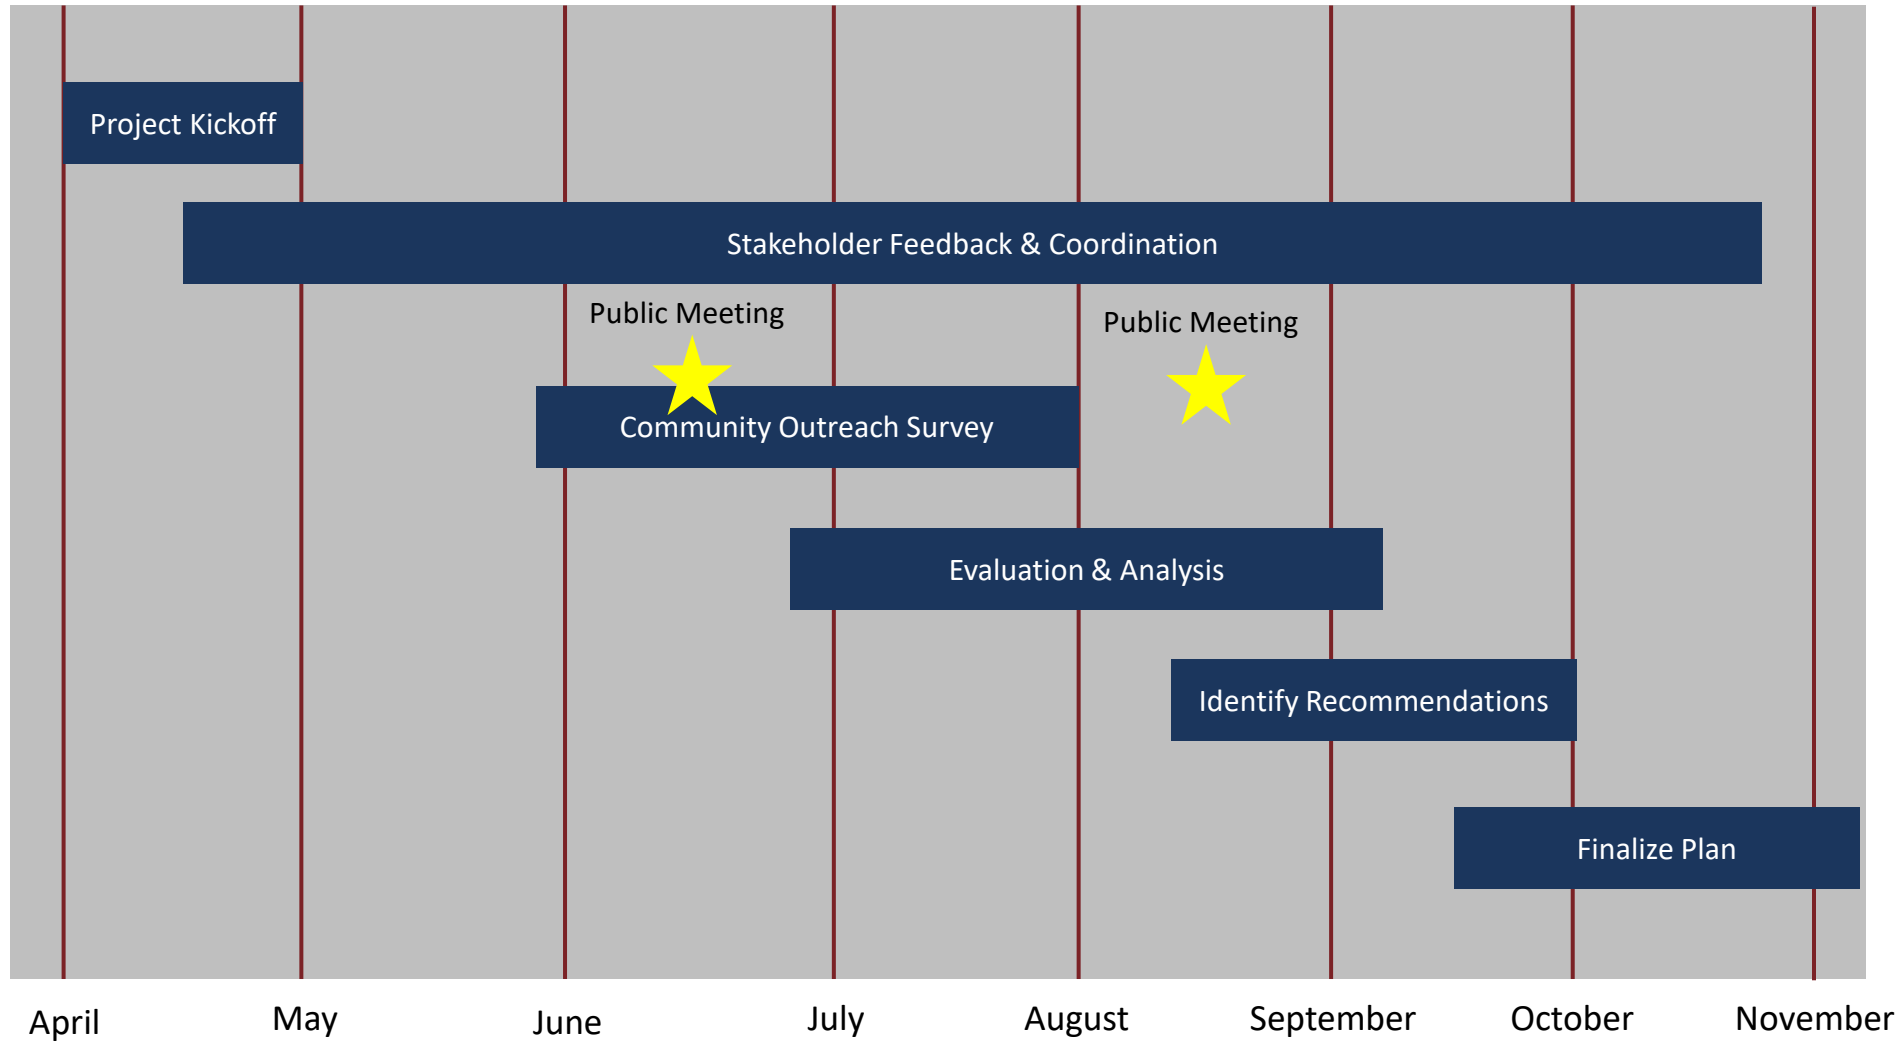 Project Kickoff
Stakeholder Feedback & Coordination
Public Meeting
Public Meeting
Community Outreach Survey
Evaluation & Analysis
Identify Recommendations
Finalize Plan
April
May
June
July
August
September
October
November